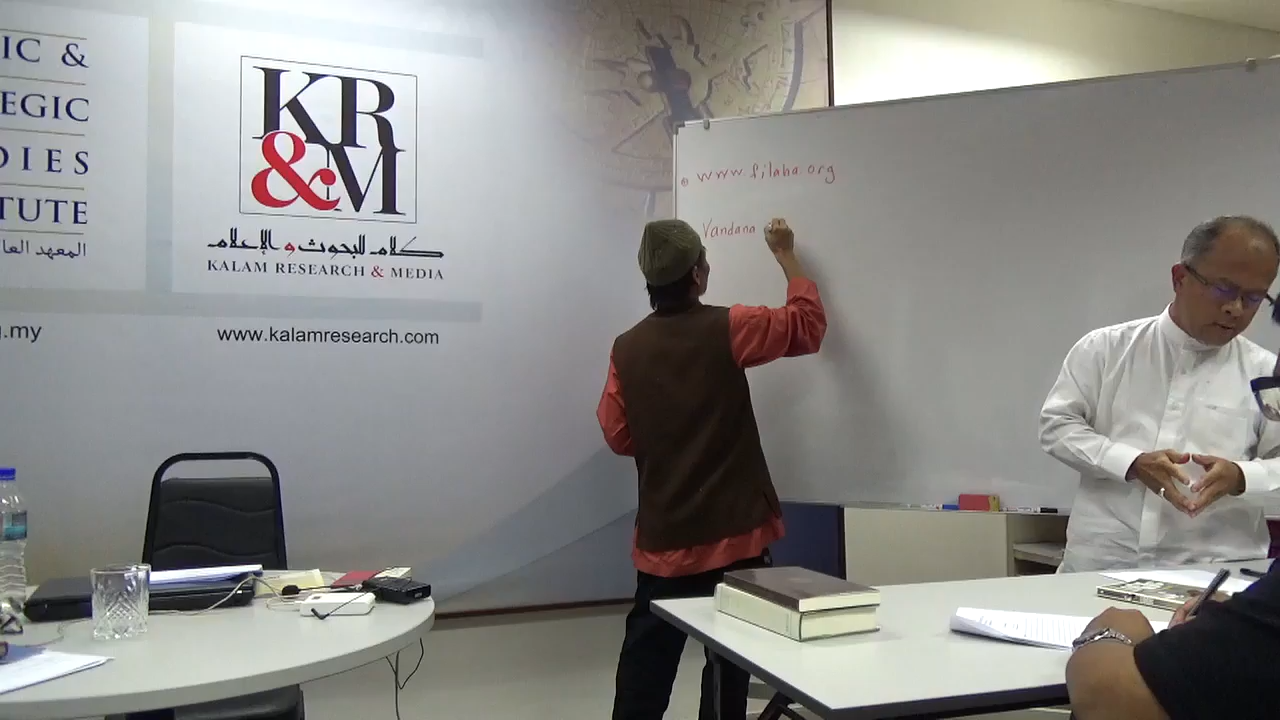 IC &
EGIC
DIES
TUTE
المعهد العا
g.my
KR
&M
كلام للبحوث و الإعلام
KALAM RESEARCH & MEDIA
www.kalamresearch.com
www.filaha.org
Vandana